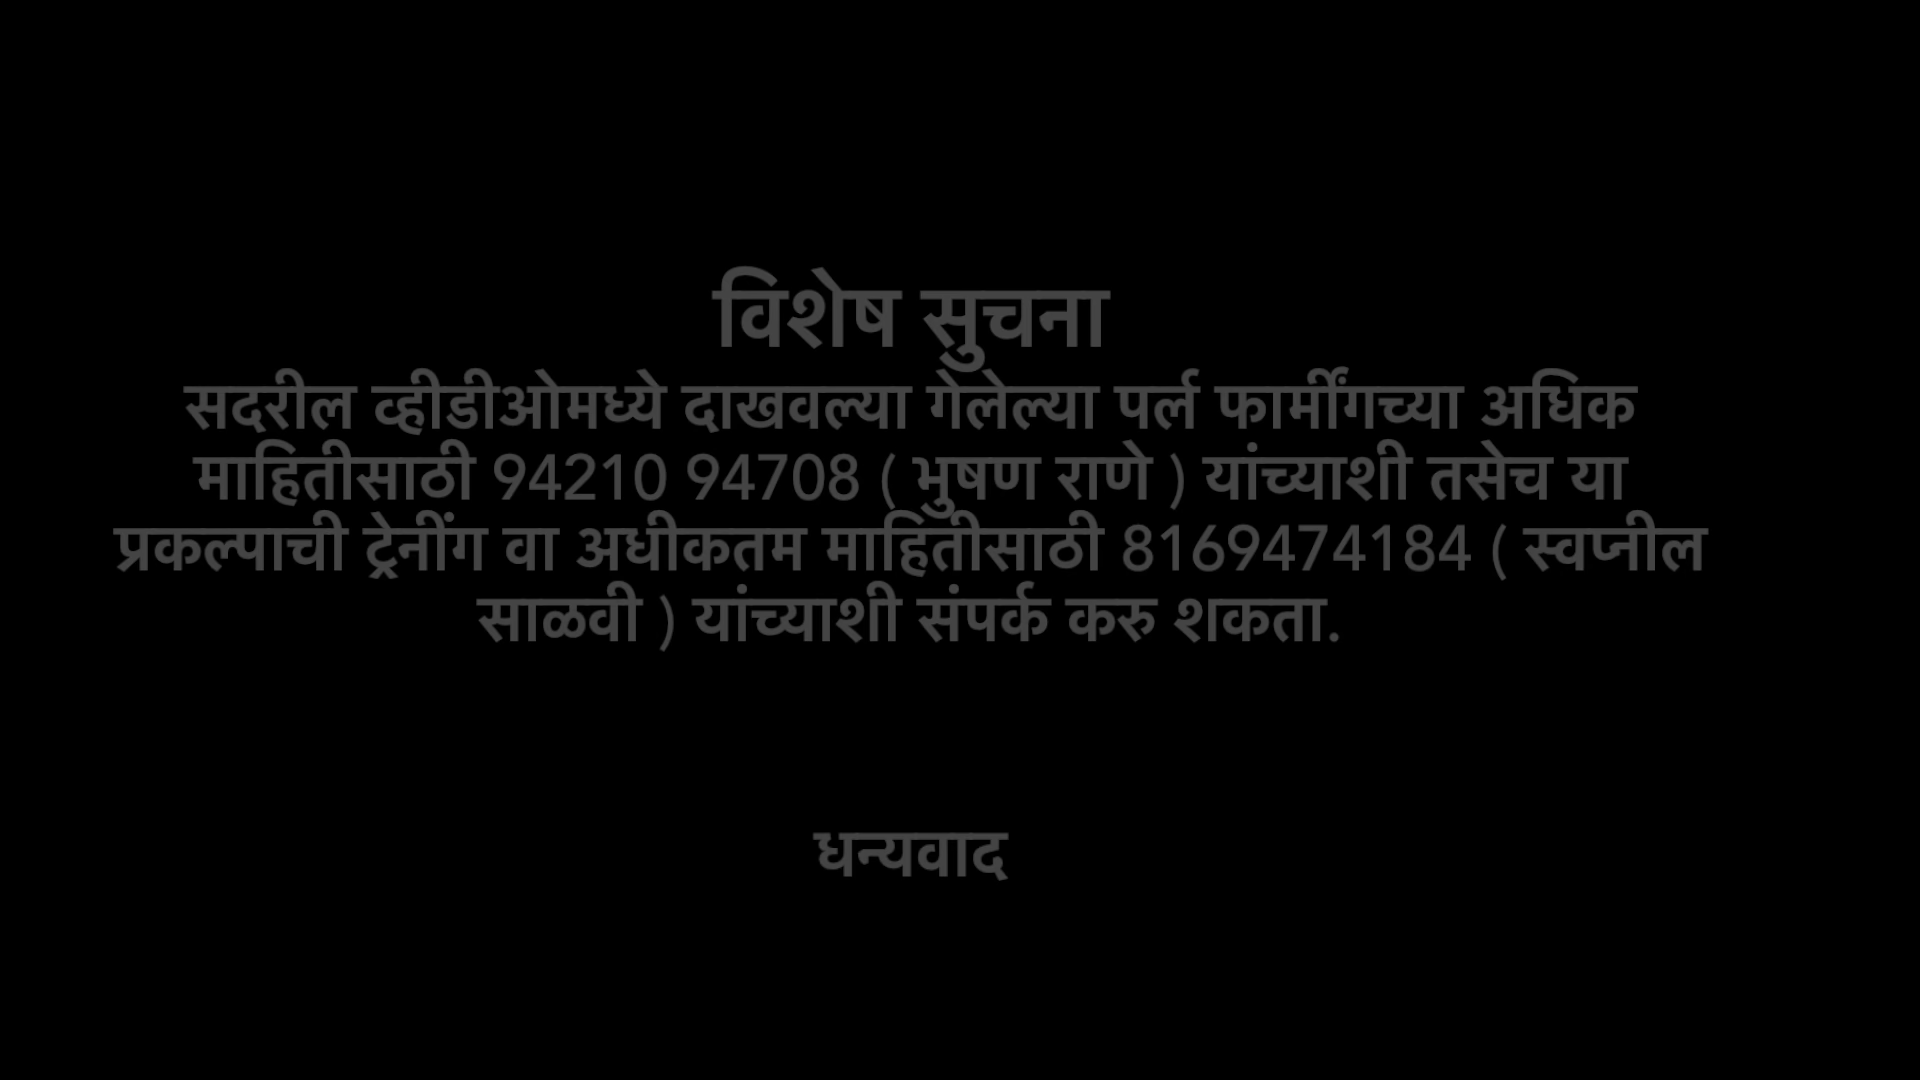 विशेष सुचना
सदरील व्हीडीओमध्ये दाखवल्या गेलेल्या पर्ल फार्मींगच्या अधिक
माहितीसाठी 94210 94708 ( भुषण राणे ) यांच्याशी तसेच या
प्रकल्पाची ट्रेनींग वा अधीकतम माहितीसाठी 8169474184 ( स्वप्नील
साळवी ) यांच्याशी संपर्क करु शकता.
धन्यवाद